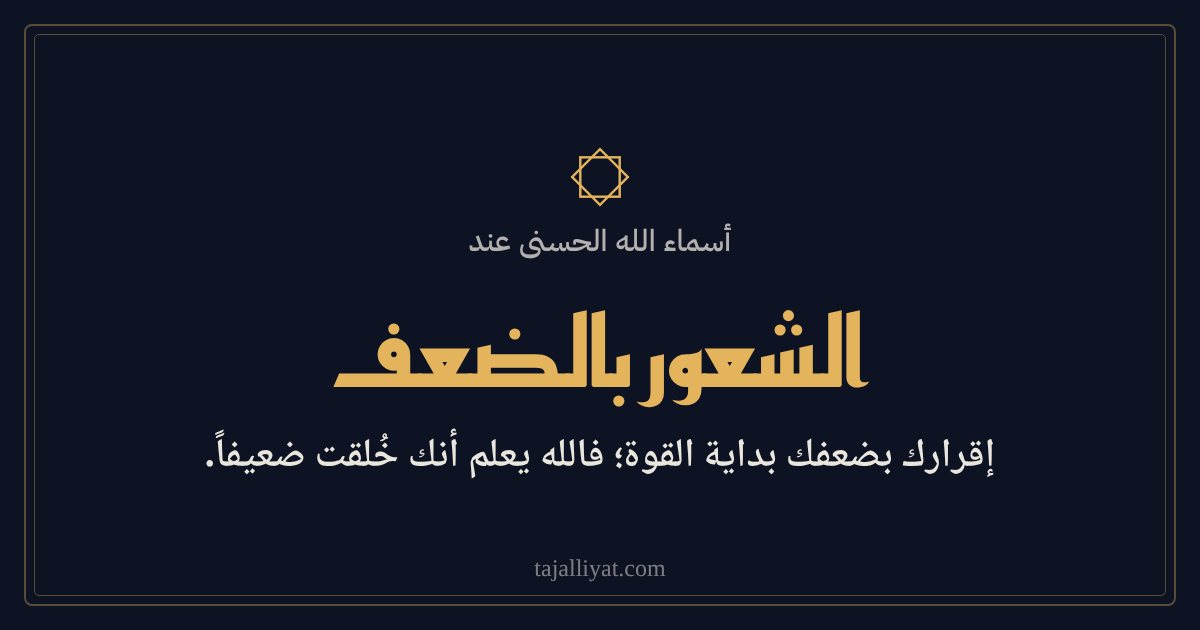 أسماء الله الحسنى عند
الشعور بالضعف
إقرارك بضعفك بداية القوة؛ فالله يعلم أنك خُلقت ضعيفاً.
tajalliyat.com